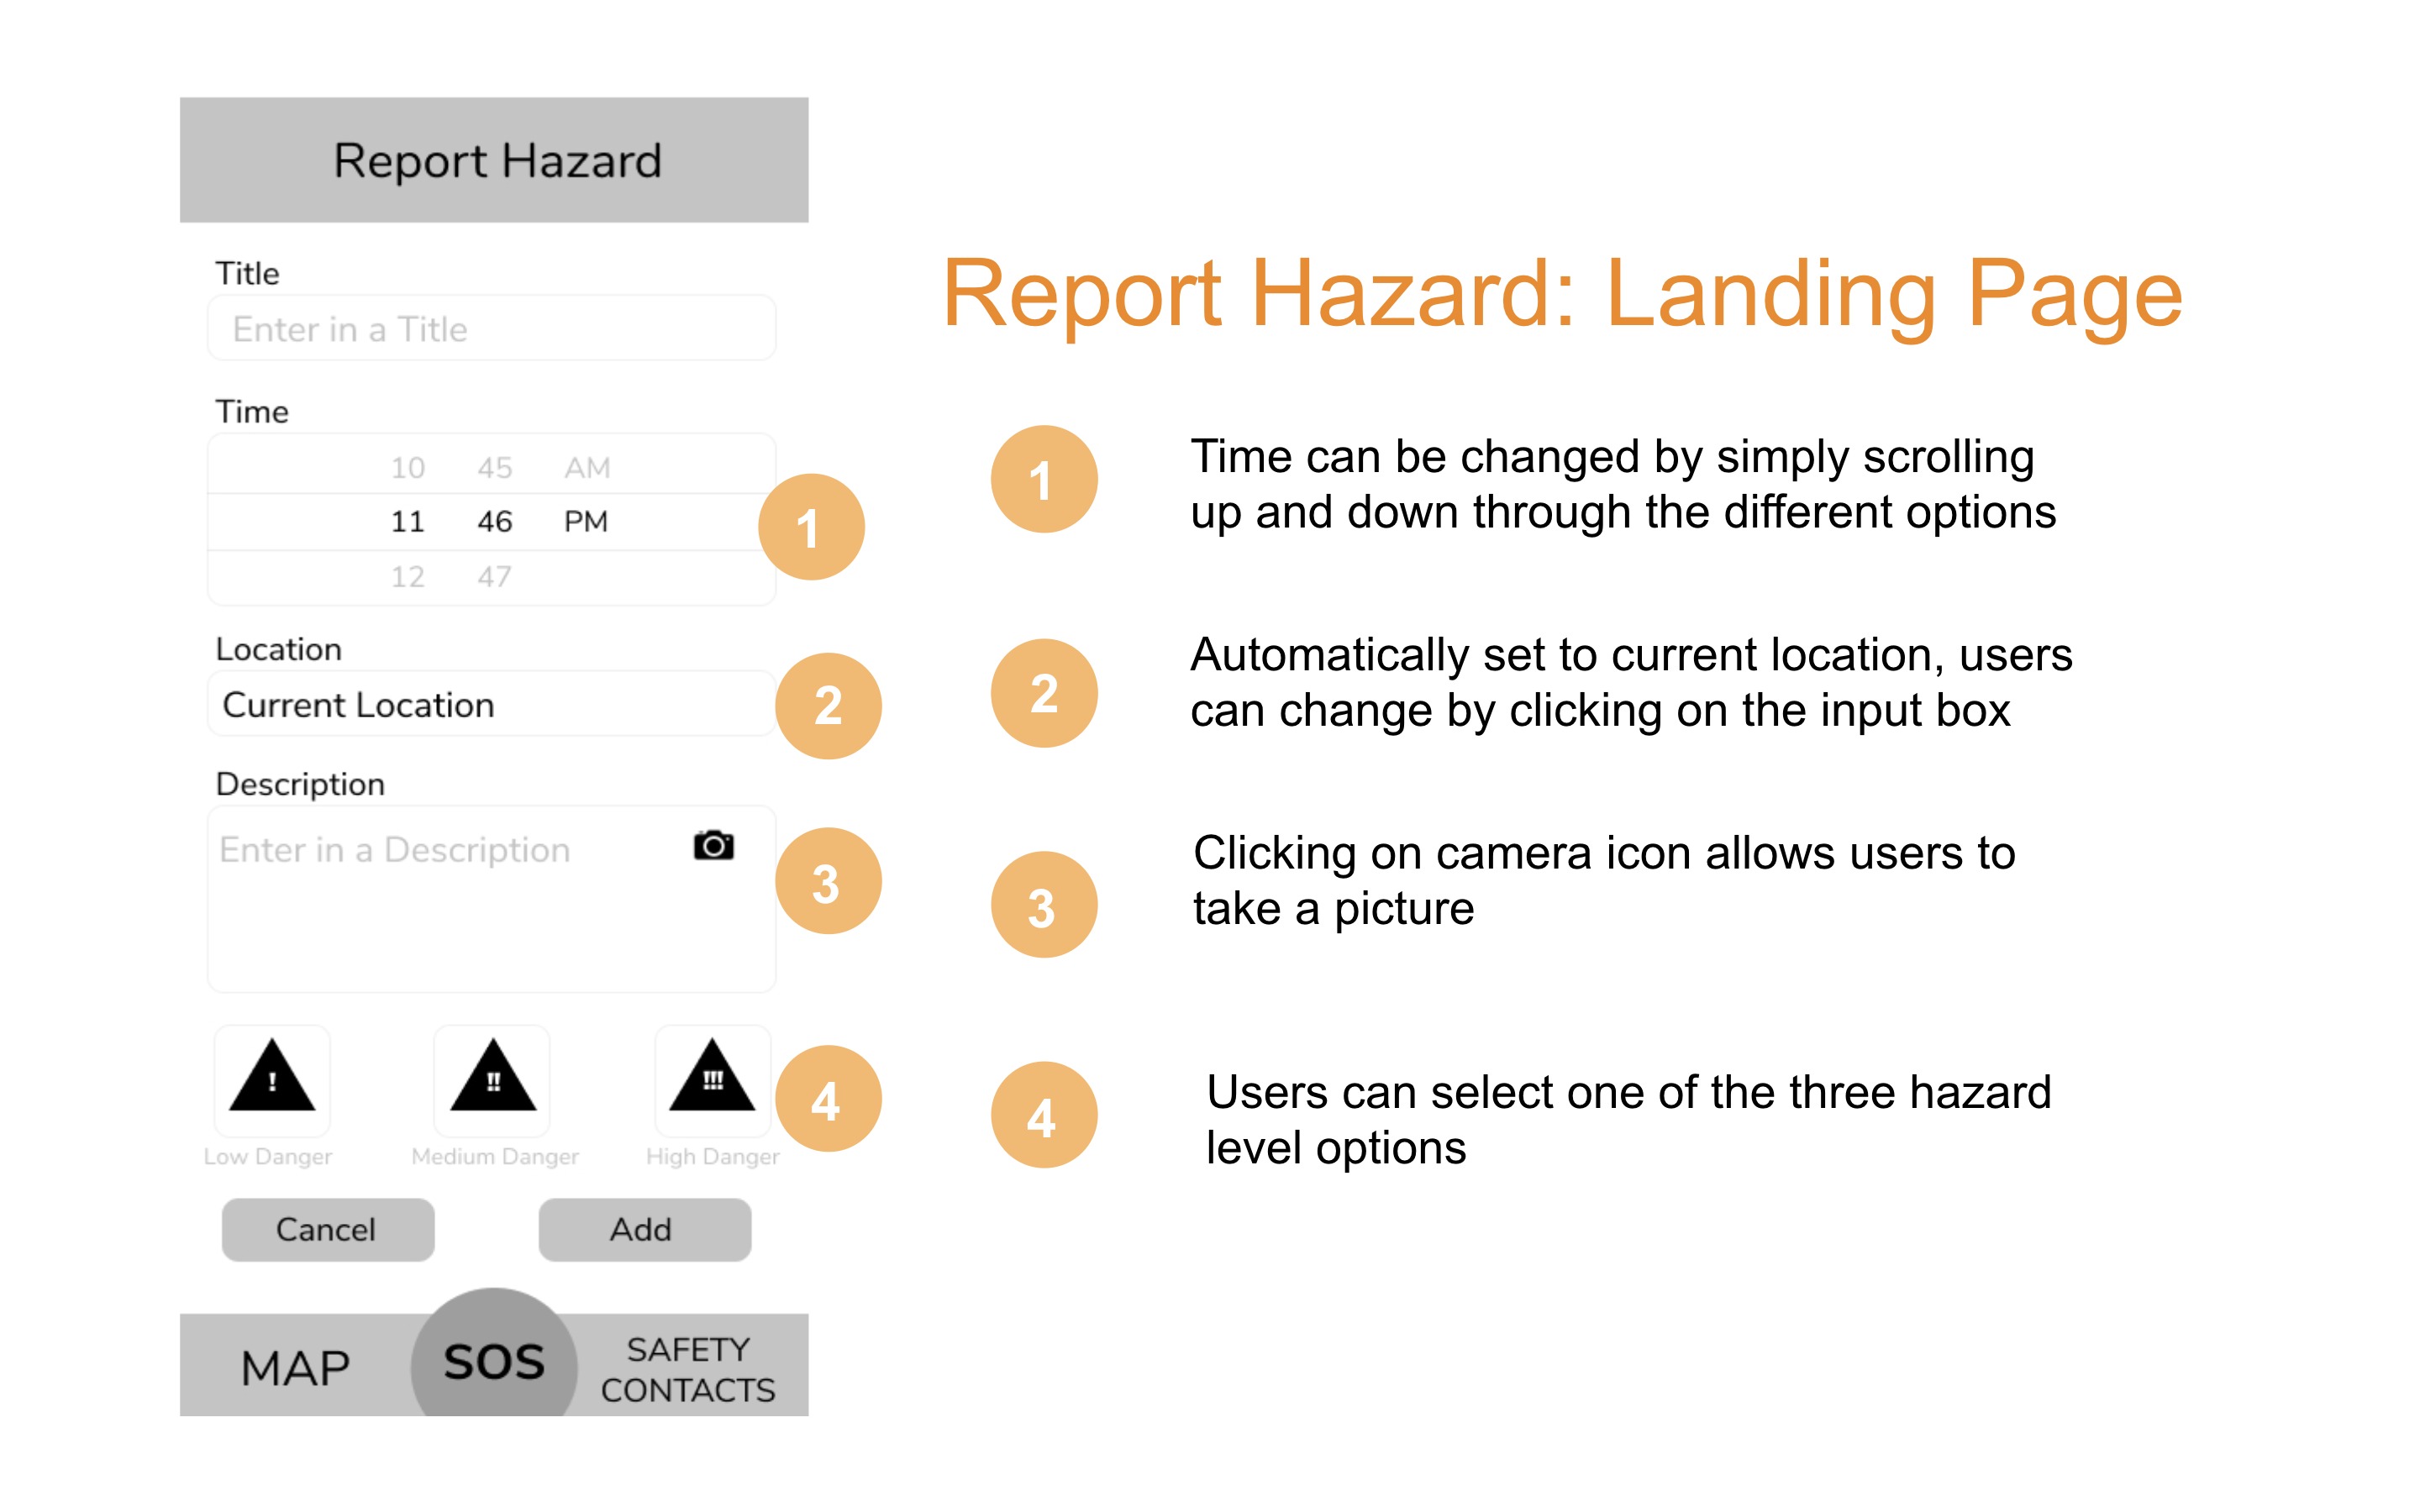 Report Hazard
Title
Enter in a Title
Time
10 45 AM
11 46 PM
12 47
1
Location
Current Location
2
Description
Enter in a Description
3
! !! !!!
4
Low Danger Medium Danger High Danger
Cancel Add
MAP SOS SAFETY
CONTACTS
Report Hazard: Landing Page
1 Time can be changed by simply scrolling
up and down through the different options
2 Automatically set to current location, users
can change by clicking on the input box
3 Clicking on camera icon allows users to
take a picture
4 Users can select one of the three hazard
level options